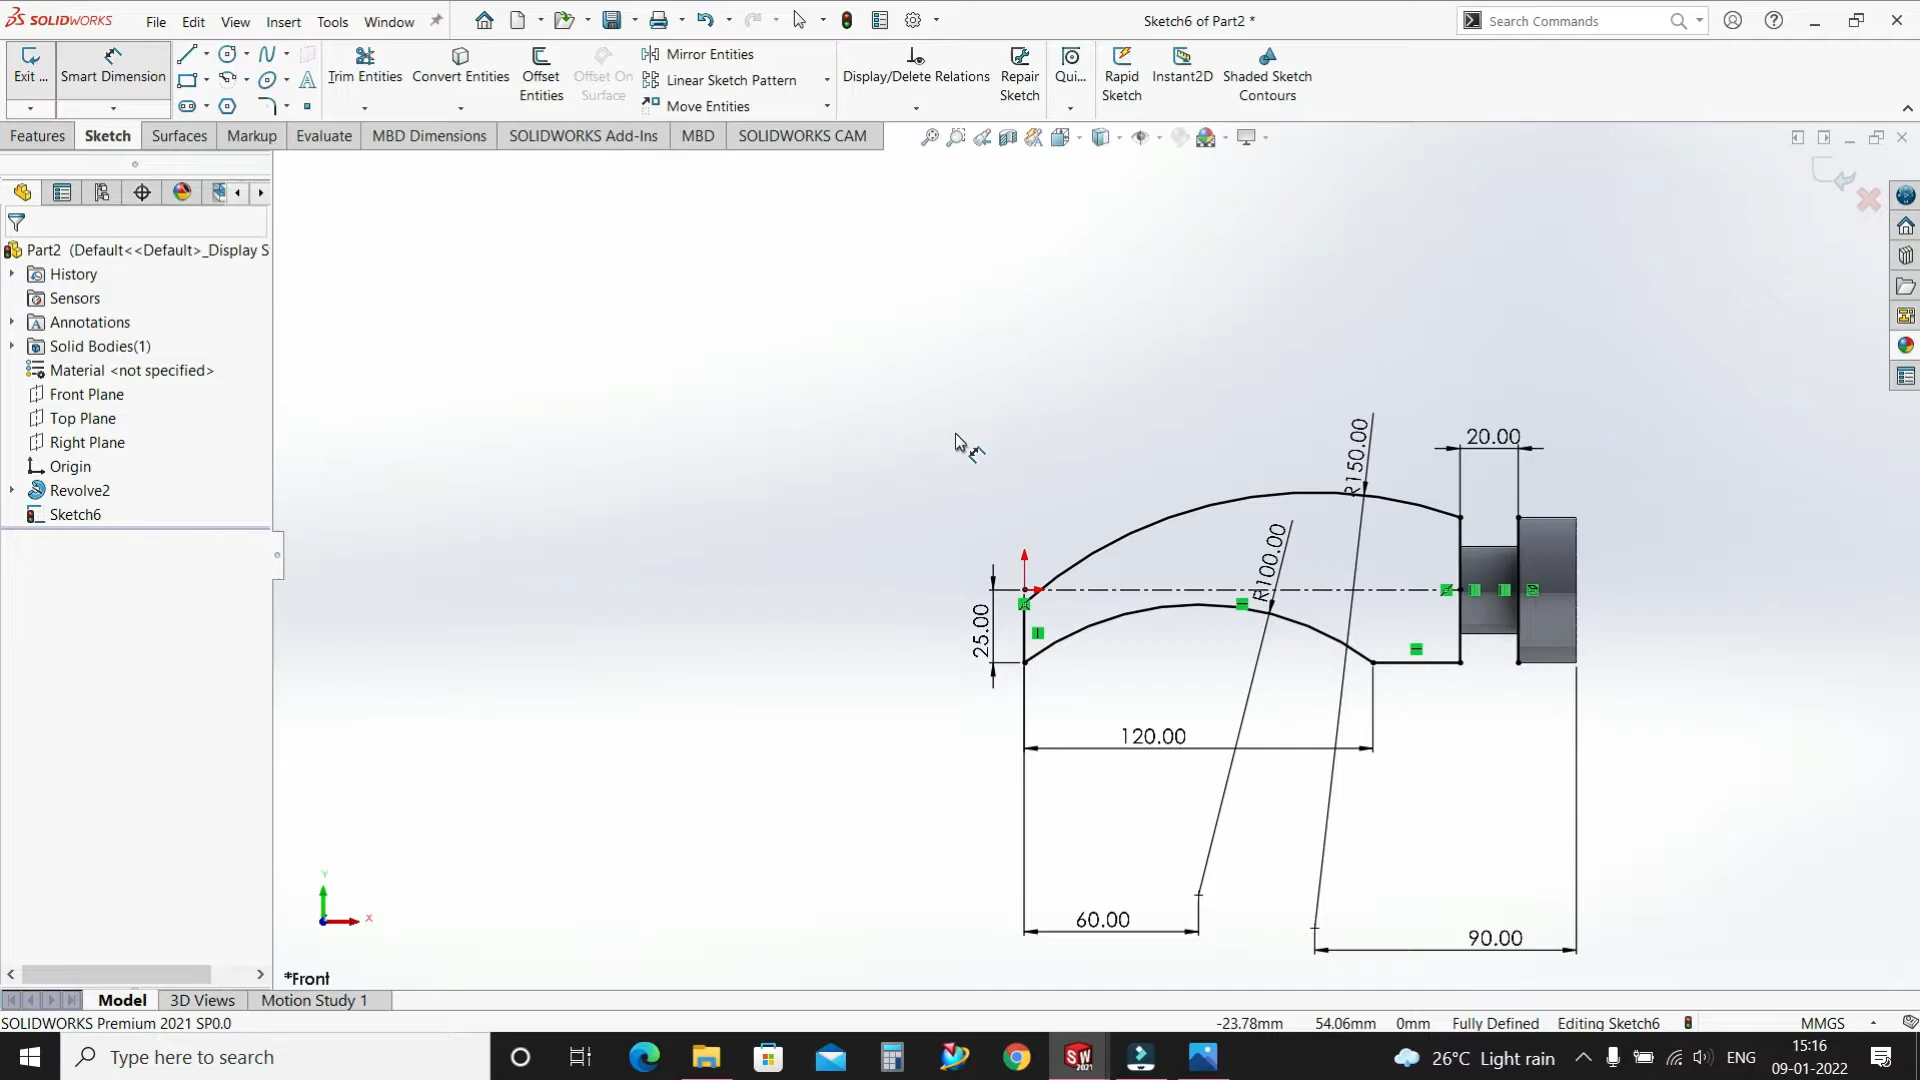 SOLIDWORKS File Edit View Insert Tools Window Sketch6 of Part2 * Search Commands
Exit ... Smart Dimension Trim Entities Convert Entities Offset Entities Offset On Surface Mirror Entities Linear Sketch Pattern Move Entities Display/Delete Relations Repair Sketch Qui... Rapid Sketch Instant2D Shaded Sketch Contours
Features Sketch Surfaces Markup Evaluate MBD Dimensions SOLIDWORKS Add-Ins MBD SOLIDWORKS CAM
Part2 (Default<<Default>_Display S
History
Sensors
Annotations
Solid Bodies(1)
Material <not specified>
Front Plane
Top Plane
Right Plane
Origin
Revolve2
Sketch6
20.00
R150.00
R100.00
25.00
120.00
60.00
90.00
Y
X
*Front
Model 3D Views Motion Study 1
SOLIDWORKS Premium 2021 SP0.0 -23.78mm 54.06mm 0mm Fully Defined Editing Sketch6 MMGS
Type here to search SW 2021 26°C Light rain ENG 15:16
09-01-2022